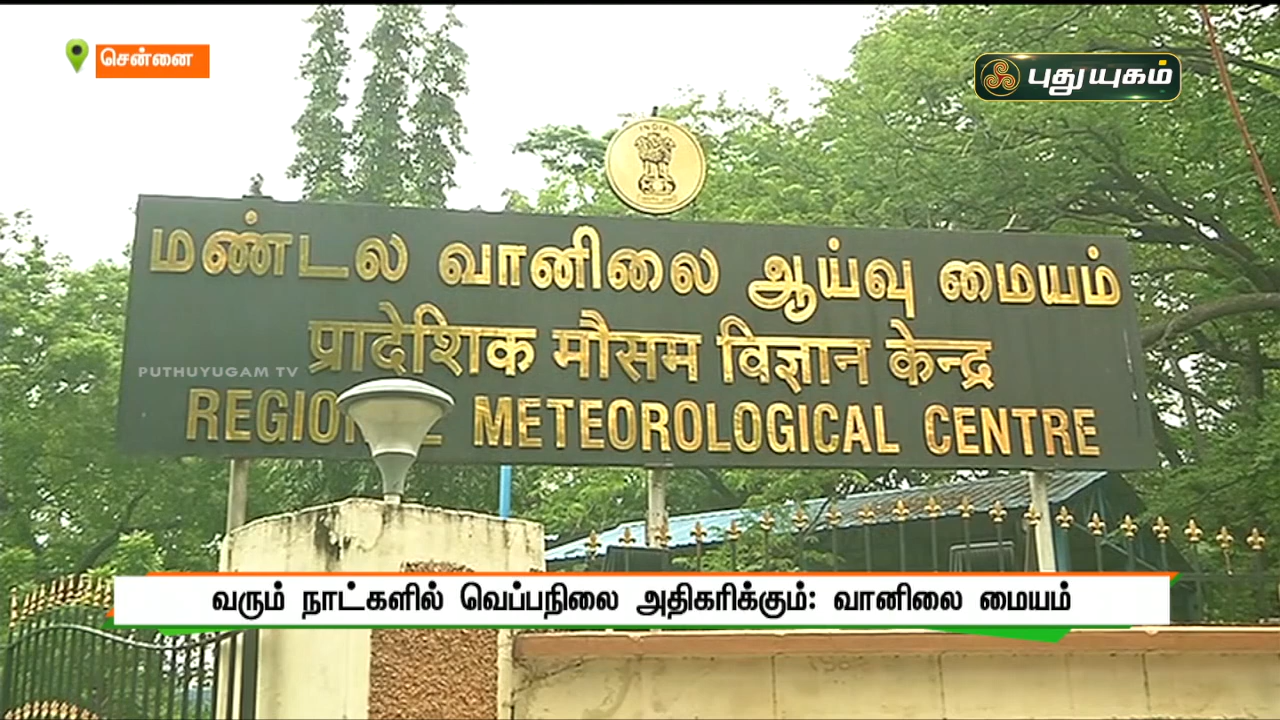 சென்னை
புதுயுகம்
INDIA
மண்டல வானிலை ஆய்வு மையம்
प्रादेशिक मौसम विज्ञान केन्द्र
PUTHUYUGAM TV
METEOROLOGICAL CENTRE
வரும் நாட்களில் வெப்பநிலை அதிகரிக்கும்: வானிலை மையம்